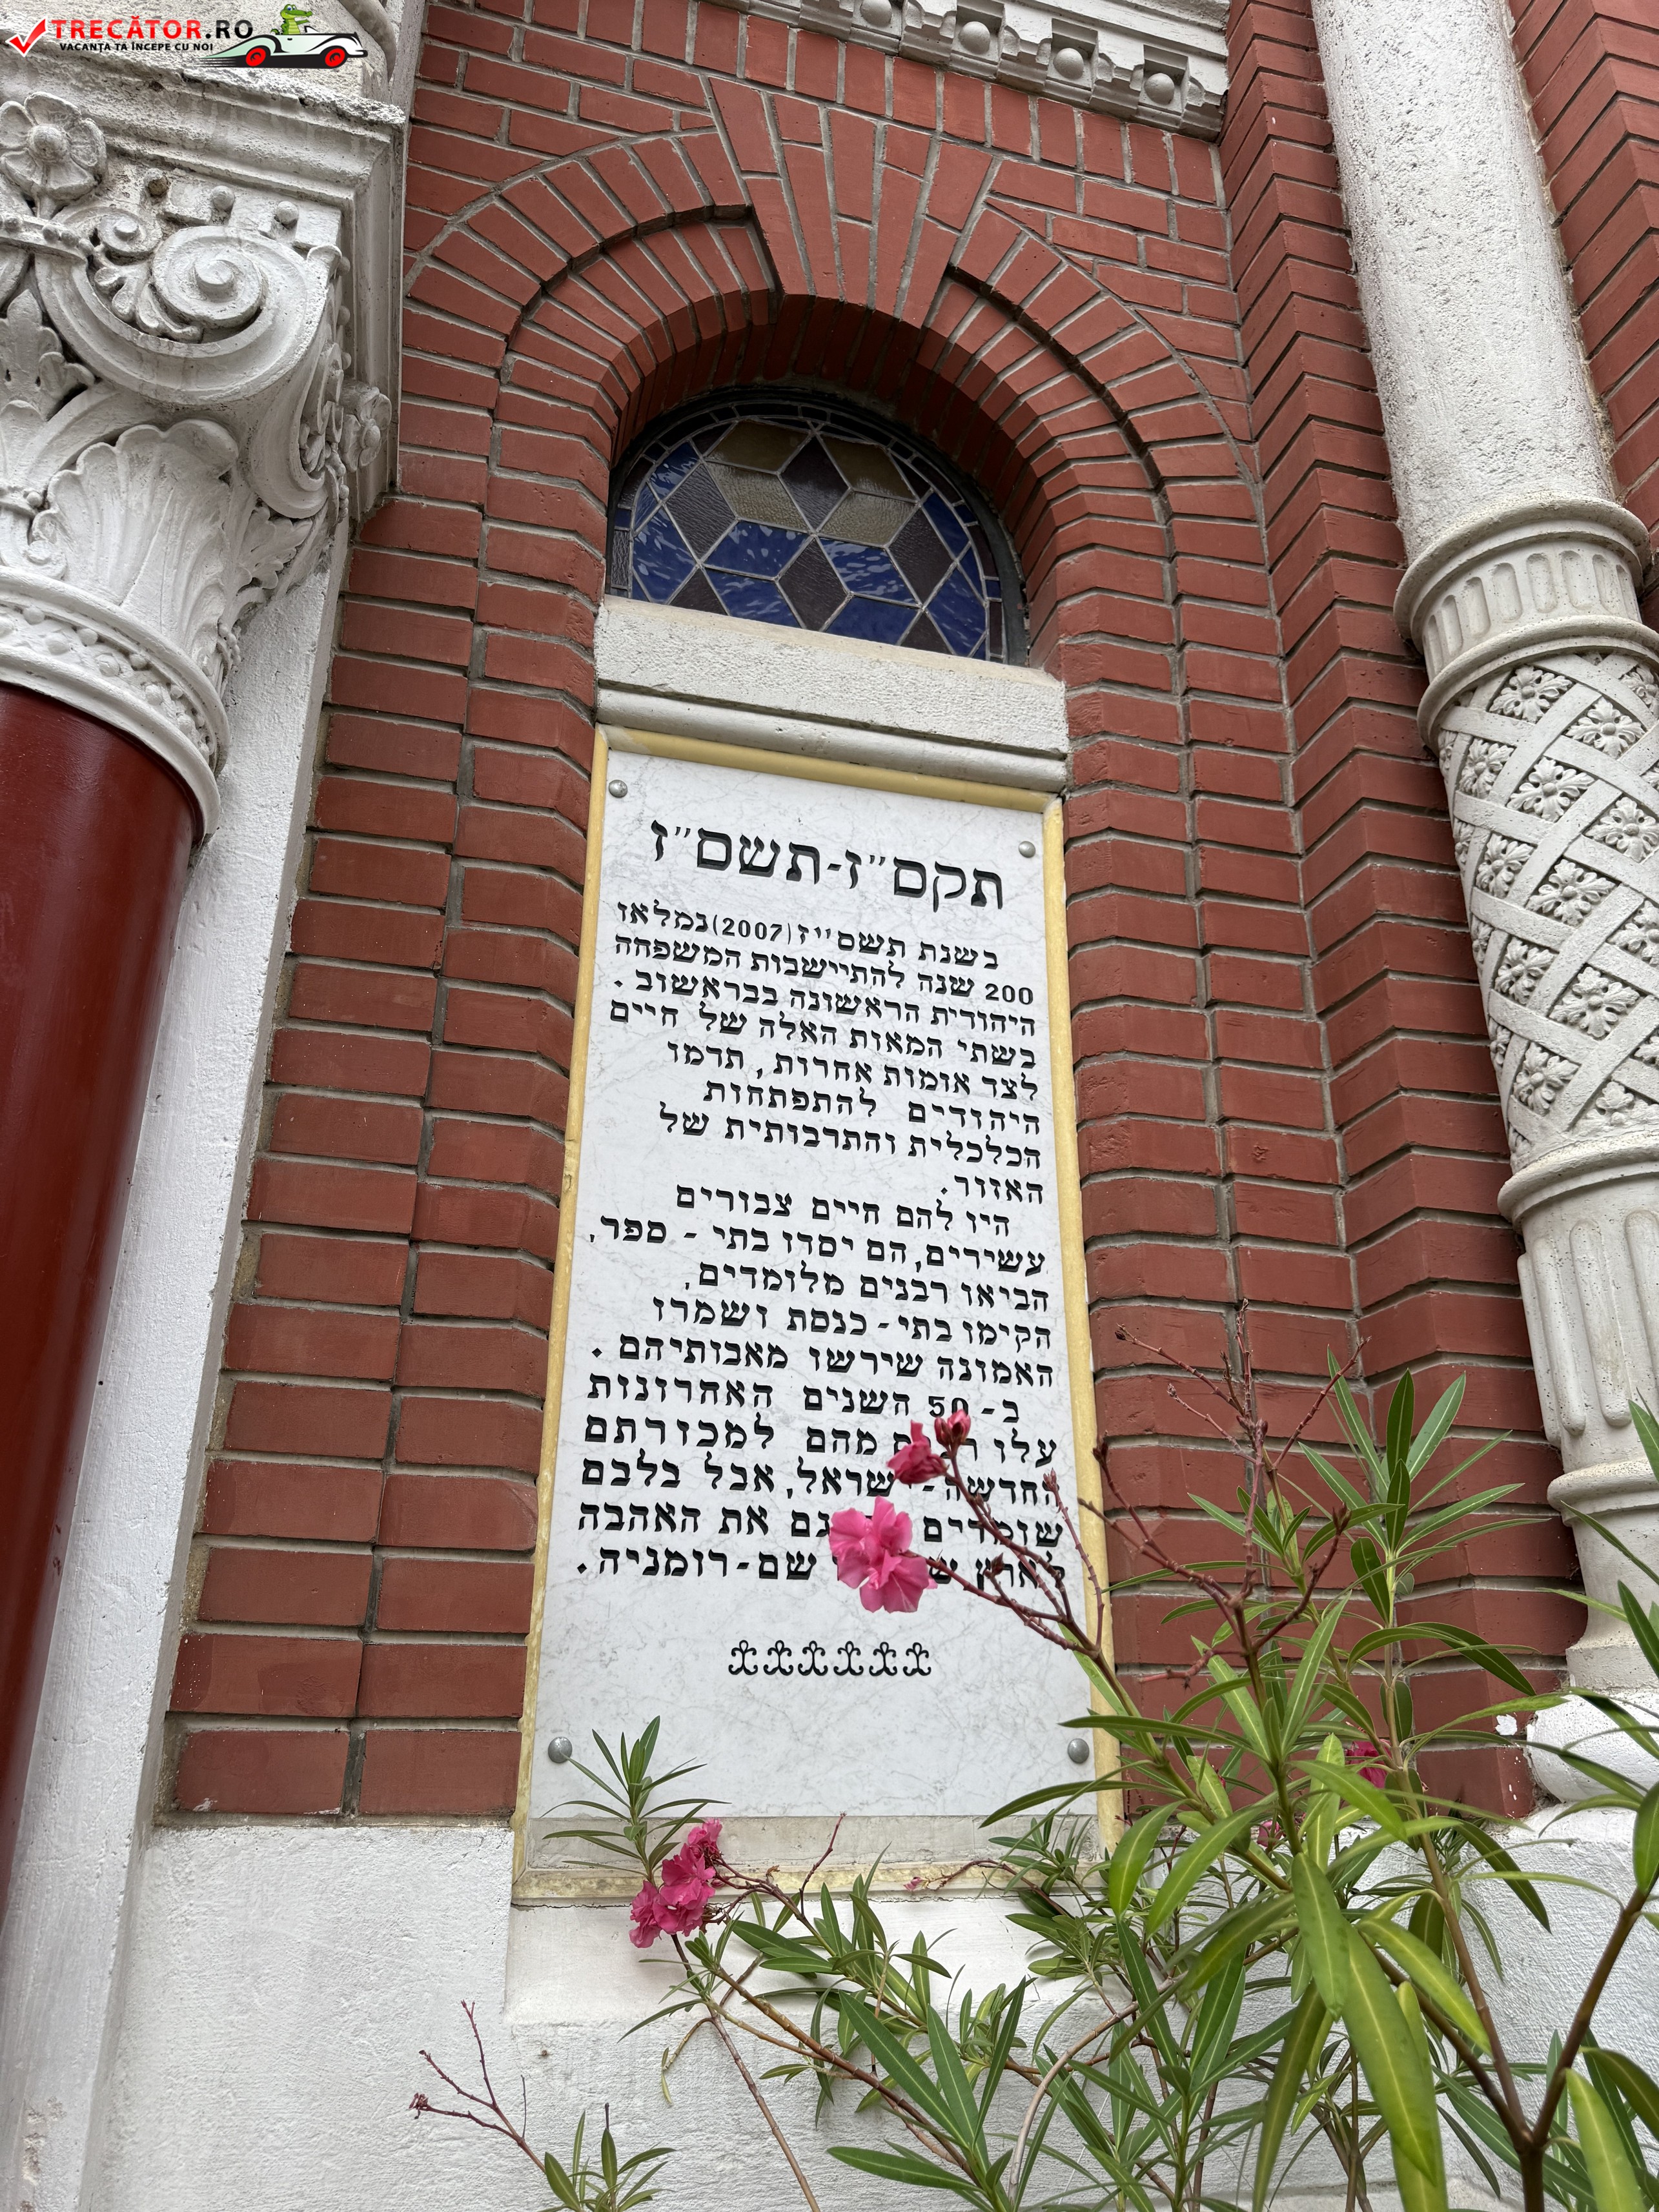 TRECĂTOR.RO
VACANȚA TA ÎNCEPE CU NOI
תקס"ז-תשס"ז
בשנת תשס"ז (2007) במלאו
200 שנה להתיישבות המשפחה
היהודית הראשונה בבראשוב.
בשתי המאות האלה של חיים
לצד אומות אחרות, תרמו
היהודים להתפתחות
הכלכלית והתרבותית של
האזור.
היו להם חיים צבורים
עשירים, הם יסדו בתי - ספר,
הביאו רבנים מלומדים,
הקימו בתי - כנסת ושמרו
האמונה שירשו מאבותיהם.
ב - 50 השנים האחרונות
עלו מהם למכורתם
החדשה - ישראל, אבל בלבם
שומרים גם את האהבה
לארץ שם - רומניה.